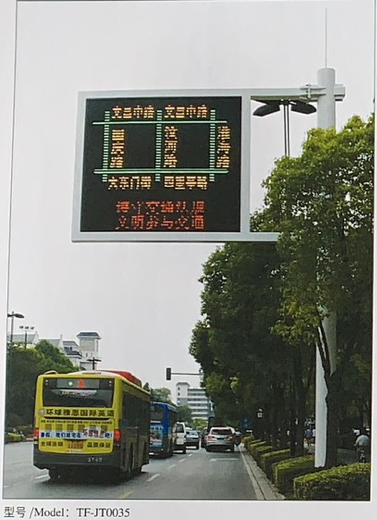 文昌中路 文昌中路
国庆路
汶河路
淮海路
大东门街 四望亭路
遵守交通法规
文明参与交通
环球雅思国际英语
型号 /Model: TF-JT0035